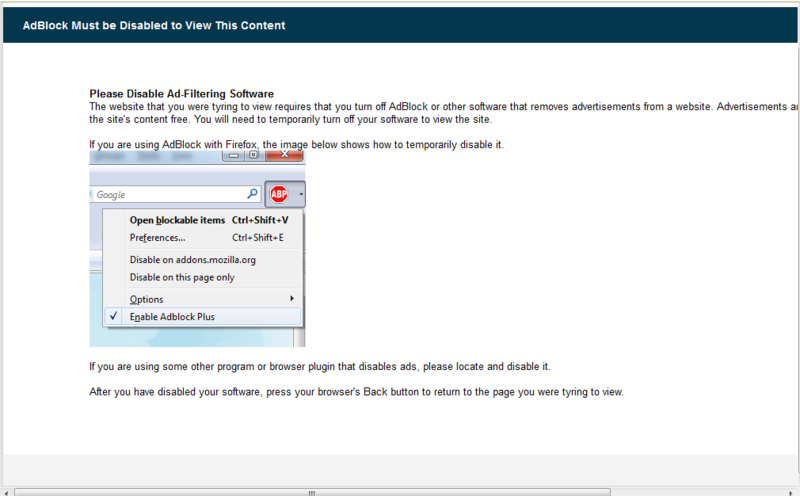 AdBlock Must be Disabled to View This Content
Please Disable Ad-Filtering Software
The website that you were tyring to view requires that you turn off AdBlock or other software that removes advertisements from a website. Advertisements
the site's content free. You will need to temporarily turn off your software to view the site.
If you are using AdBlock with Firefox, the image below shows how to temporarily disable it.
Google
ABP
Open blockable items Ctrl+Shift+V
Preferences... Ctrl+Shift+E
Disable on addons.mozilla.org
Disable on this page only
Options
Enable Adblock Plus
If you are using some other program or browser plugin that disables ads, please locate and disable it.
After you have disabled your software, press your browser's Back button to return to the page you were tyring to view.